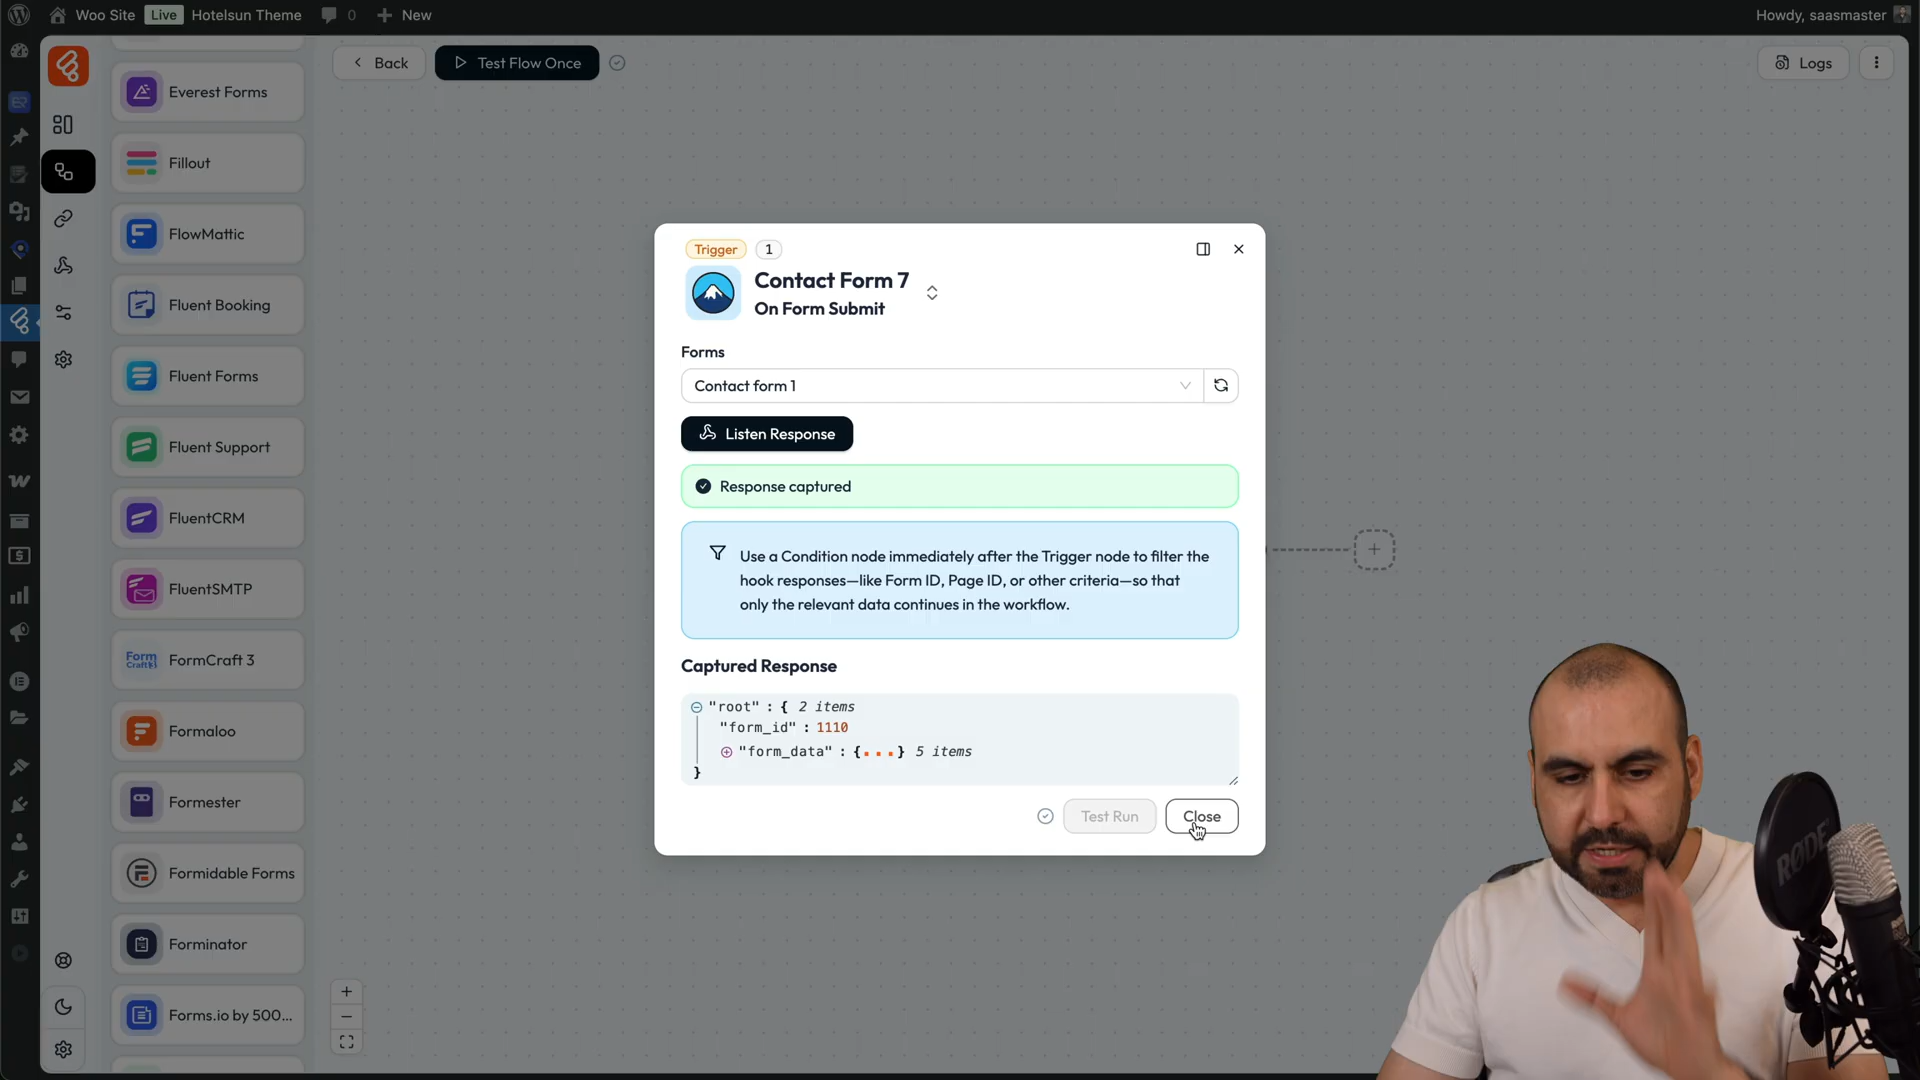 Woo Site
Live
Hotelsun Theme
0
New
Howdy, saasmaster
Back
Test Flow Once
Logs
Everest Forms
Fillout
FlowMattic
Fluent Booking
Fluent Forms
Fluent Support
FluentCRM
FluentSMTP
Form
Craft3
FormCraft 3
Formaloo
Formester
Formidable Forms
Forminator
Forms.io by 500...
Trigger
1
Contact Form 7
On Form Submit
Forms
Contact form 1
Listen Response
Response captured
Use a Condition node immediately after the Trigger node to filter the
hook responses—like Form ID, Page ID, or other criteria—so that
only the relevant data continues in the workflow.
Captured Response
"root" : { 2 items
"form_id" : 1110
"form_data" : {...} 5 items
}
Test Run
Close
RØDE